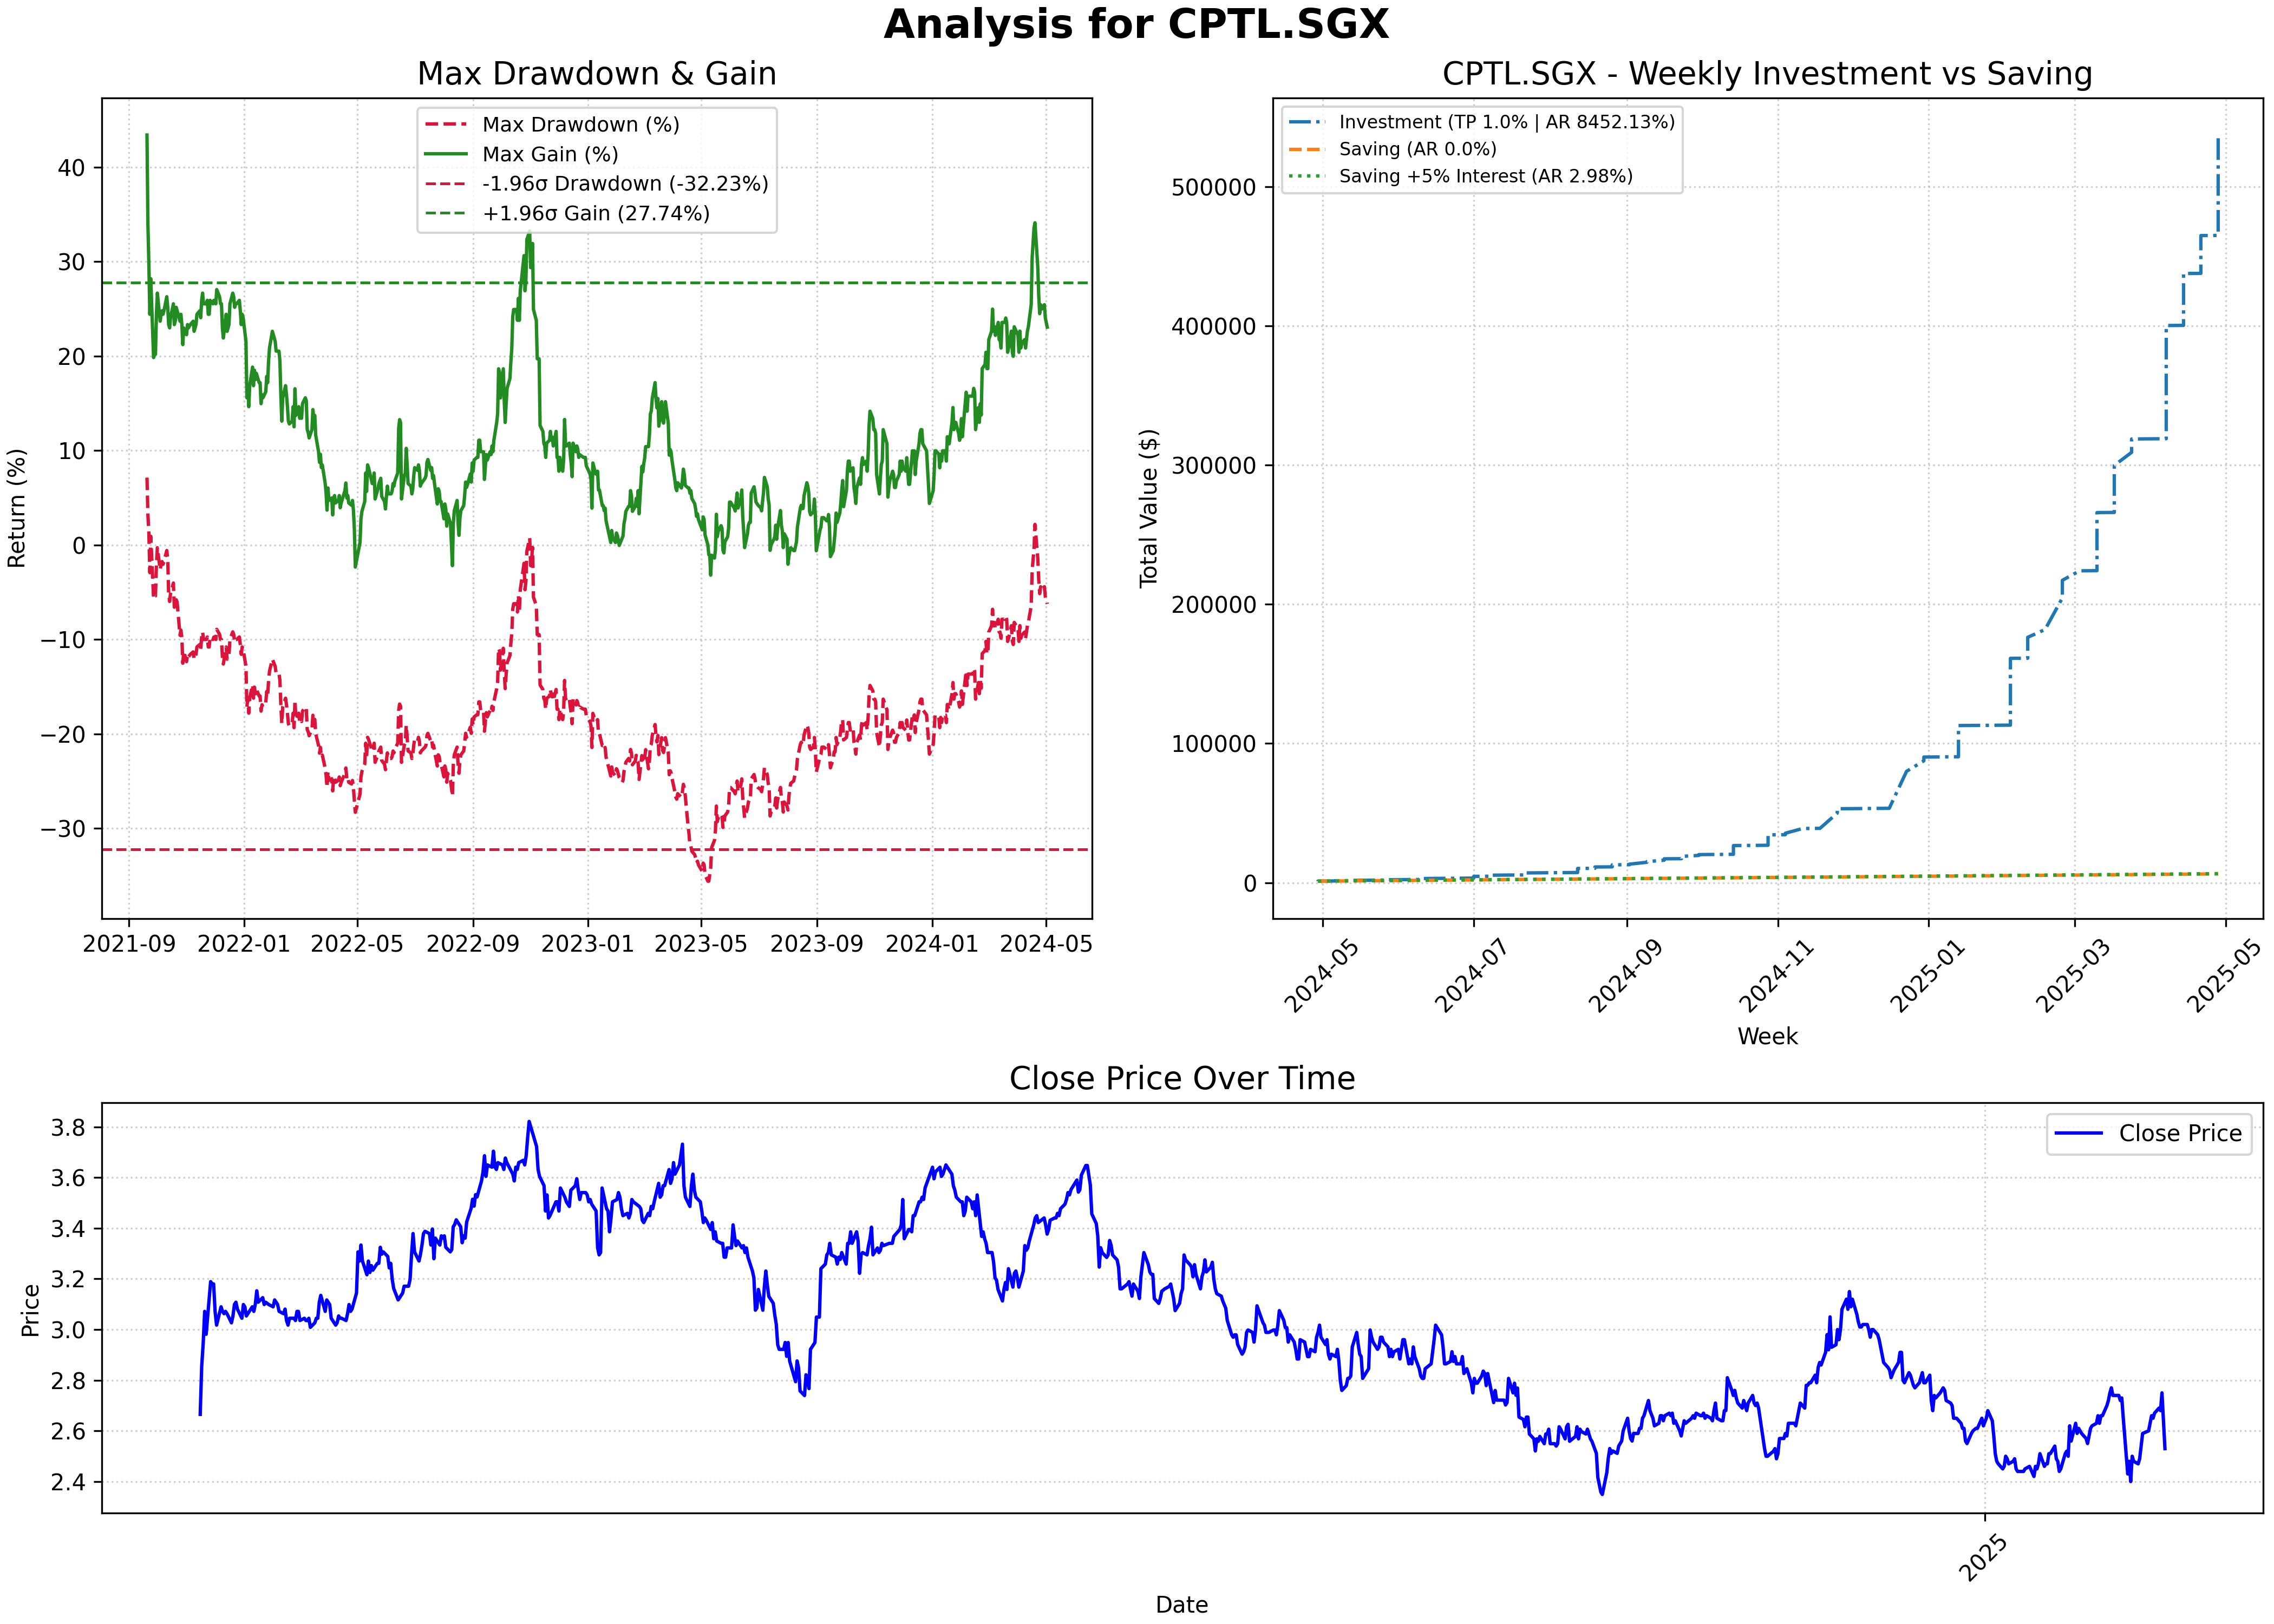 Analysis for CPTL.SGX
Max Drawdown & Gain
Max Drawdown (%)
Max Gain (%)
-1.96σ Drawdown (-32.23%)
+1.96σ Gain (27.74%)
Return (%)
40
30
20
10
0
−10
−20
−30
2021-09 2022-01 2022-05 2022-09 2023-01 2023-05 2023-09 2024-01 2024-05
CPTL.SGX - Weekly Investment vs Saving
Investment (TP 1.0% | AR 8452.13%)
Saving (AR 0.0%)
Saving +5% Interest (AR 2.98%)
Total Value ($)
500000
400000
300000
200000
100000
0
2024-05 2024-07 2024-09 2024-11 2025-01 2025-03 2025-05
Week
Close Price Over Time
Close Price
Price
3.8
3.6
3.4
3.2
3.0
2.8
2.6
2.4
2025
Date